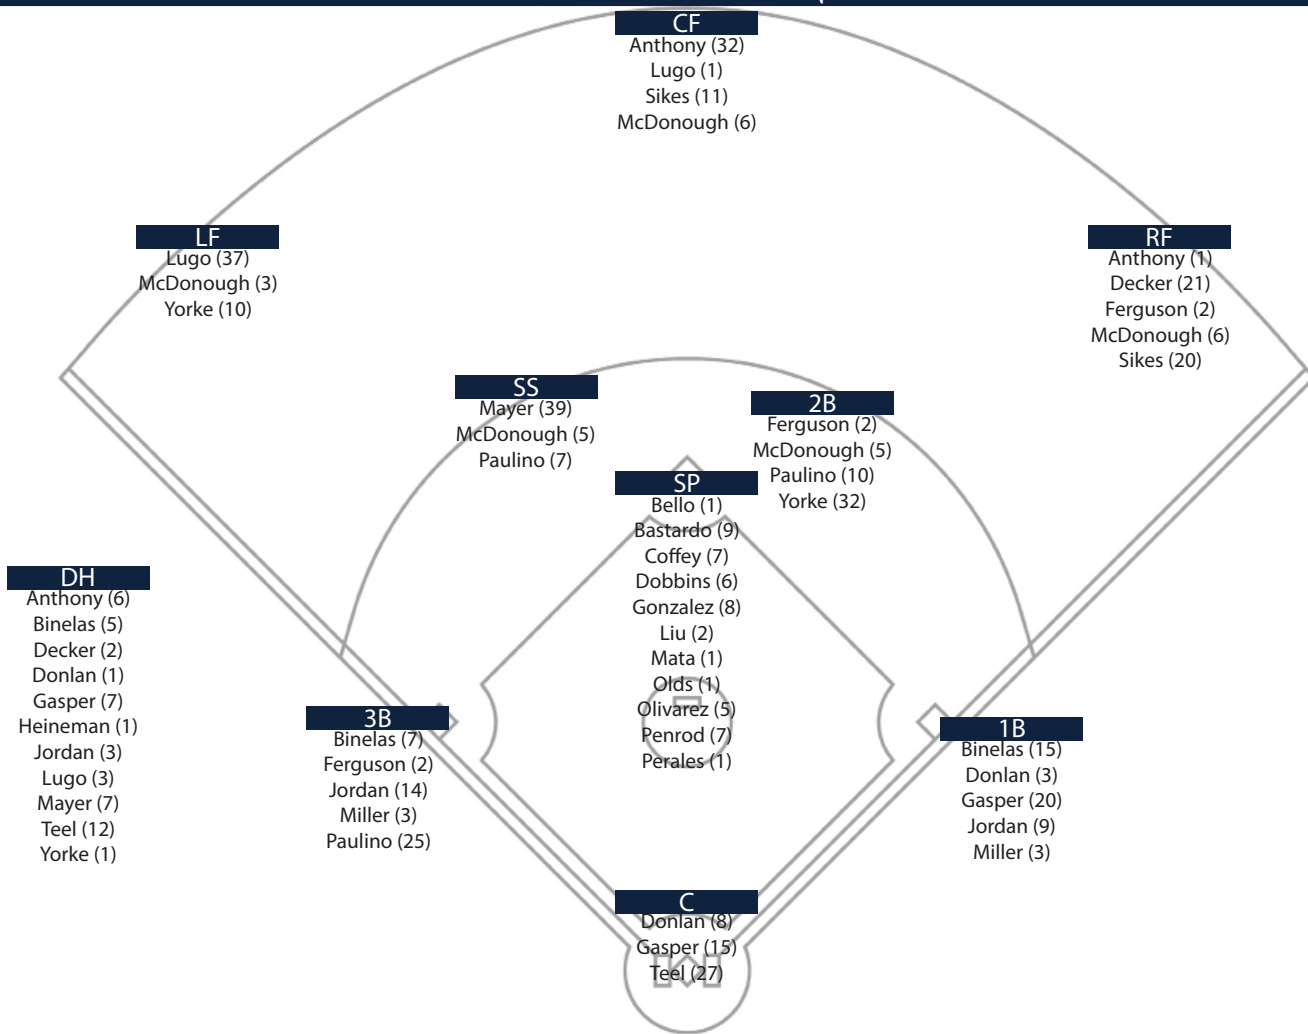 CF
Anthony (32)
Lugo (1)
Sikes (11)
McDonough (6)
LF
Lugo (37)
McDonough (3)
Yorke (10)
RF
Anthony (1)
Decker (21)
Ferguson (2)
McDonough (6)
Sikes (20)
SS
Mayer (39)
McDonough (5)
Paulino (7)
2B
Ferguson (2)
McDonough (5)
Paulino (10)
Yorke (32)
SP
Bello (1)
Bastardo (9)
Coffey (7)
Dobbins (6)
Gonzalez (8)
Liu (2)
Mata (1)
Olds (1)
Olivarez (5)
Penrod (7)
Perales (1)
DH
Anthony (6)
Binelas (5)
Decker (2)
Donlan (1)
Gasper (7)
Heineman (1)
Jordan (3)
Lugo (3)
Mayer (7)
Teel (12)
Yorke (1)
3B
Binelas (7)
Ferguson (2)
Jordan (14)
Miller (3)
Paulino (25)
1B
Binelas (15)
Donlan (3)
Gasper (20)
Jordan (9)
Miller (3)
C
Donlan (8)
Gasper (15)
Teel (27)